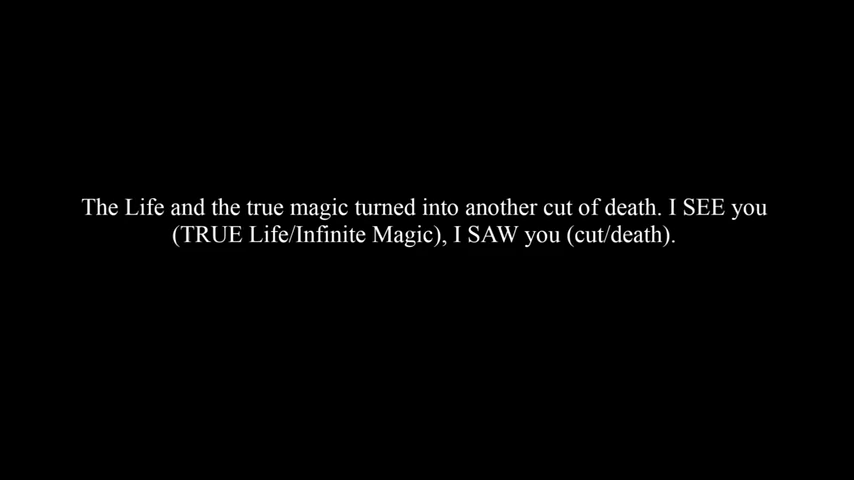 The Life and the true magic turned into another cut of death. I SEE you
(TRUE Life/Infinite Magic), I SAW you (cut/death).